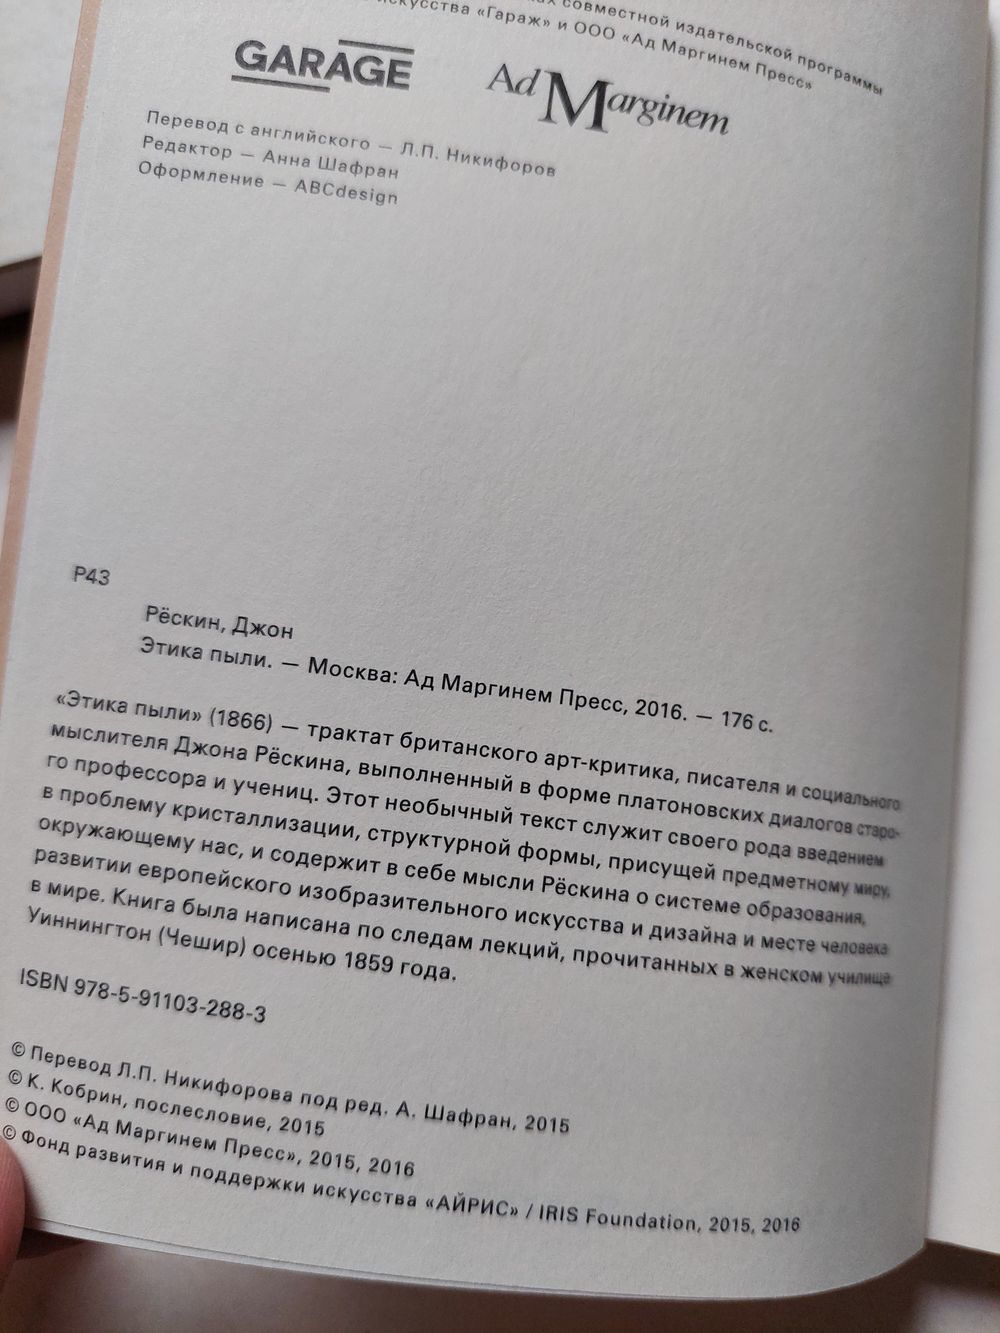 совместной издательской программы
искусства «Гараж» и ООО «Ад Маргинем Пресс»
GARAGE
Ad Marginem
Перевод с английского — Л.П. Никифоров
Редактор — Анна Шафран
Оформление — ABCdesign
Р43
Рёскин, Джон
Этика пыли. — Москва: Ад Маргинем Пресс, 2016. — 176 с.
«Этика пыли» (1866) — трактат британского арт-критика, писателя и социального
мыслителя Джона Рёскина, выполненный в форме платоновских диалогов старо-
го профессора и учениц. Этот необычный текст служит своего рода введением
в проблему кристаллизации, структурной формы, присущей предметному миру,
окружающему нас, и содержит в себе мысли Рёскина о системе образования,
развитии европейского изобразительного искусства и дизайна и месте человека
в мире. Книга была написана по следам лекций, прочитанных в женском училище
Уиннингтон (Чешир) осенью 1859 года.
ISBN 978-5-91103-288-3
© Перевод Л.П. Никифорова под ред. А. Шафран, 2015
© К. Кобрин, послесловие, 2015
© ООО «Ад Маргинем Пресс», 2015, 2016
© Фонд развития и поддержки искусства «АЙРИС» / IRIS Foundation, 2015, 2016